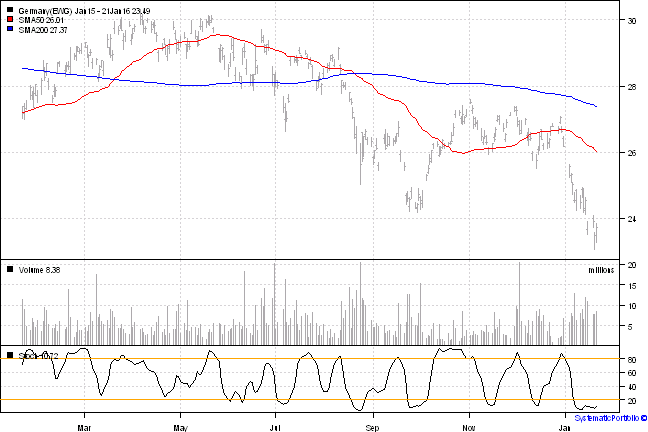 Germany(EWG) Jan15 - 21Jan16 23.49
SMA50 26.01
SMA200 27.37
30
28
26
24
Volume 8.38
millions
20
15
10
5
80
60
40
20
Mar
May
Jul
Sep
Nov
Jan
SystematicPortfolio ©